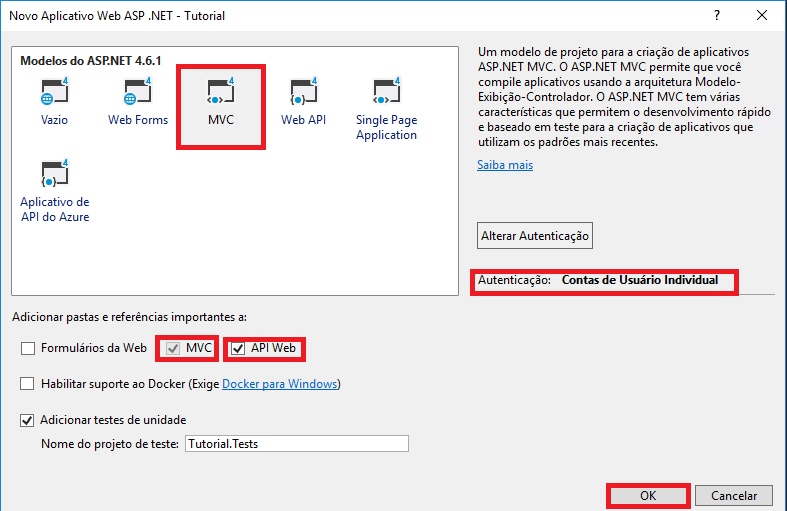 Novo Aplicativo Web ASP .NET - Tutorial
? X
Modelos do ASP.NET 4.6.1
4 4 4 4 4
Vazio Web Forms MVC Web API Single Page
Application
4
Aplicativo de
API do Azure
Um modelo de projeto para a criação de aplicativos
ASP.NET MVC. O ASP.NET MVC permite que você
compile aplicativos usando a arquitetura Modelo-
Exibição-Controlador. O ASP.NET MVC tem várias
características que permitem o desenvolvimento rápido
e baseado em teste para a criação de aplicativos que
utilizam os padrões mais recentes.
Saiba mais
Alterar Autenticação
Autenticação: Contas de Usuário Individual
Adicionar pastas e referências importantes a:
Formulários da Web MVC API Web
Habilitar suporte ao Docker (Exige Docker para Windows)
Adicionar testes de unidade
Nome do projeto de teste: Tutorial.Tests
OK Cancelar